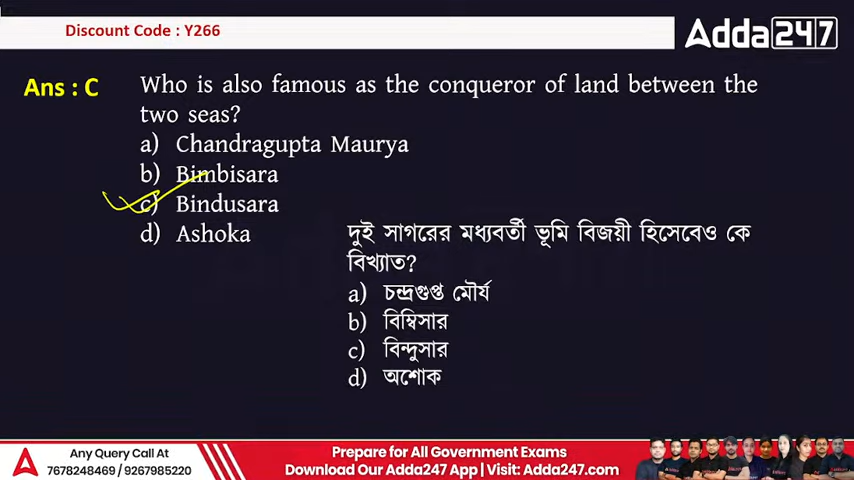 Discount Code : Y266
Adda247
Ans : C
Who is also famous as the conqueror of land between the
two seas?
a) Chandragupta Maurya
b) Bimbisara
c) Bindusara
d) Ashoka
দুই সাগরের মধ্যবর্তী ভূমি বিজয়ী হিসেবেও কে
বিখ্যাত?
a) চন্দ্রগুপ্ত মৌর্য
b) বিম্বিসার
c) বিন্দুসার
d) অশোক
Any Query Call At
7678248469 / 9267985220
Prepare for All Government Exams
Download Our Adda247 App | Visit: Adda247.com